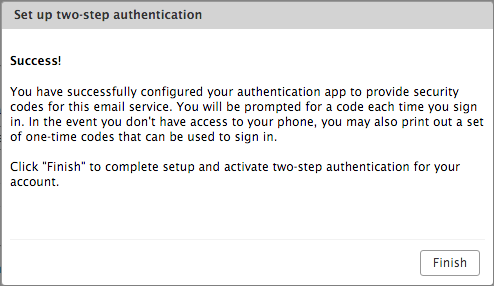 Set up two-step authentication
Success!
You have successfully configured your authentication app to provide security
codes for this email service. You will be prompted for a code each time you sign
in. In the event you don't have access to your phone, you may also print out a set
of one-time codes that can be used to sign in.
Click "Finish" to complete setup and activate two-step authentication for your
account.
Finish